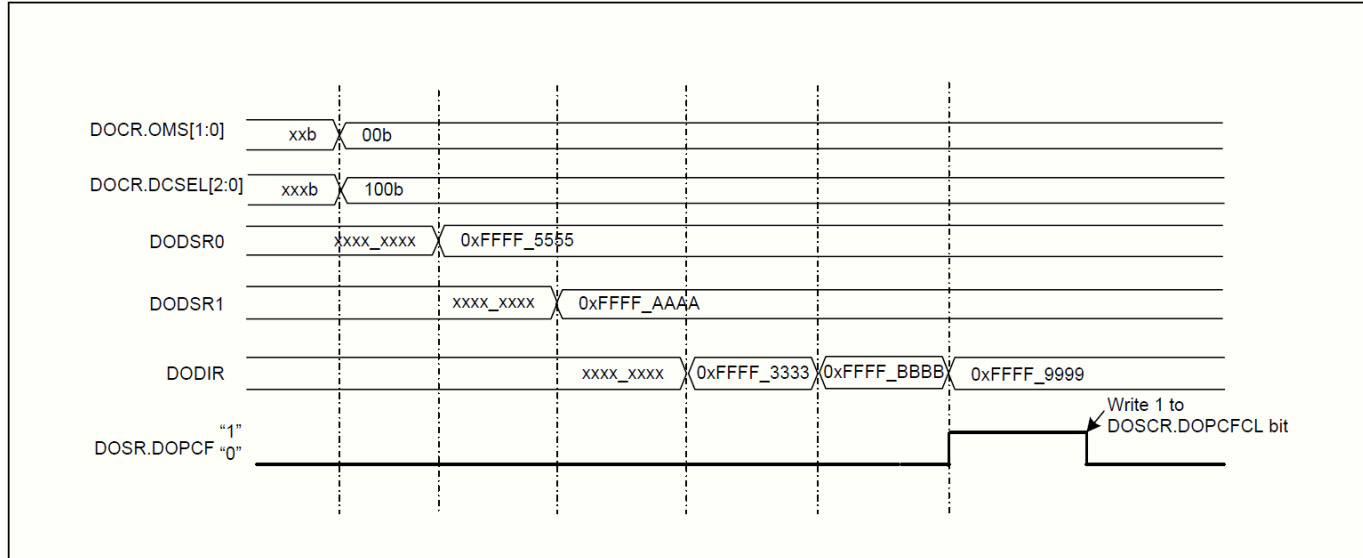 DOCR.OMS[1:0] xxb 00b
DOCR.DCSEL[2:0] xxxb 100b
DODSR0 xxxx_xxxx 0xFFFF_5555
DODSR1 xxxx_xxxx 0xFFFF_AAAA
DODIR xxxx_xxxx 0xFFFF_3333 0xFFFF_BBBB 0xFFFF_9999
Write 1 to
DOSCR.DOPCFCL bit
DOSR.DOPCF “1”
“0”